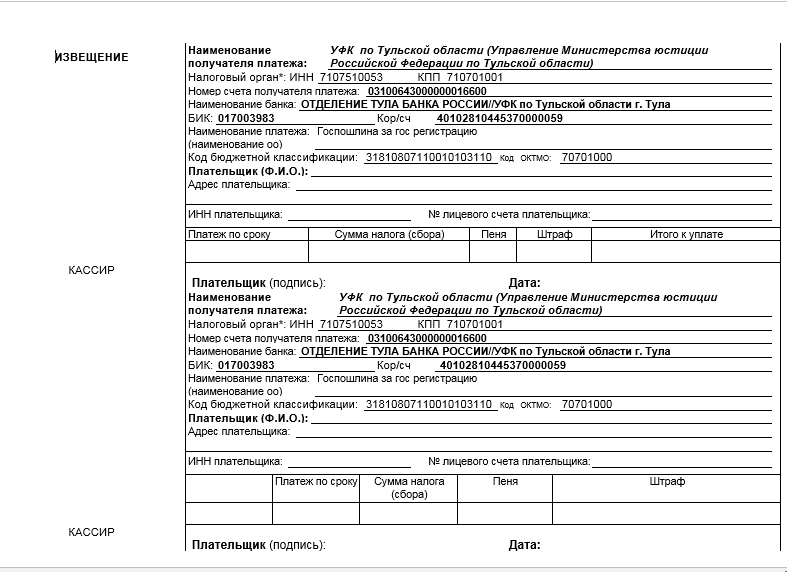 ИЗВЕЩЕНИЕ
Наименование УФК по Тульской области (Управление Министерства юстиции
получателя платежа: Российской Федерации по Тульской области)
Налоговый орган*: ИНН 7107510053 КПП 710701001
Номер счета получателя платежа: 03100643000000016600
Наименование банка: ОТДЕЛЕНИЕ ТУЛА БАНКА РОССИИ//УФК по Тульской области г. Тула
БИК: 017003983 Кор/сч 40102810445370000059
Наименование платежа: Госпошлина за гос регистрацию
(наименование оо)
Код бюджетной классификации: 31810807110010103110 Код ОКТМО: 70701000
Плательщик (Ф.И.О.):
Адрес плательщика:
ИНН плательщика: № лицевого счета плательщика:
Платеж по сроку Сумма налога (сбора) Пеня Штраф Итого к уплате
КАССИР
Плательщик (подпись): Дата:
Наименование УФК по Тульской области (Управление Министерства юстиции
получателя платежа: Российской Федерации по Тульской области)
Налоговый орган*: ИНН 7107510053 КПП 710701001
Номер счета получателя платежа: 03100643000000016600
Наименование банка: ОТДЕЛЕНИЕ ТУЛА БАНКА РОССИИ//УФК по Тульской области г. Тула
БИК: 017003983 Кор/сч 40102810445370000059
Наименование платежа: Госпошлина за гос регистрацию
(наименование оо)
Код бюджетной классификации: 31810807110010103110 Код ОКТМО: 70701000
Плательщик (Ф.И.О.):
Адрес плательщика:
ИНН плательщика: № лицевого счета плательщика:
Платеж по сроку Сумма налога Пеня Штраф
(сбора)
КАССИР
Плательщик (подпись): Дата: